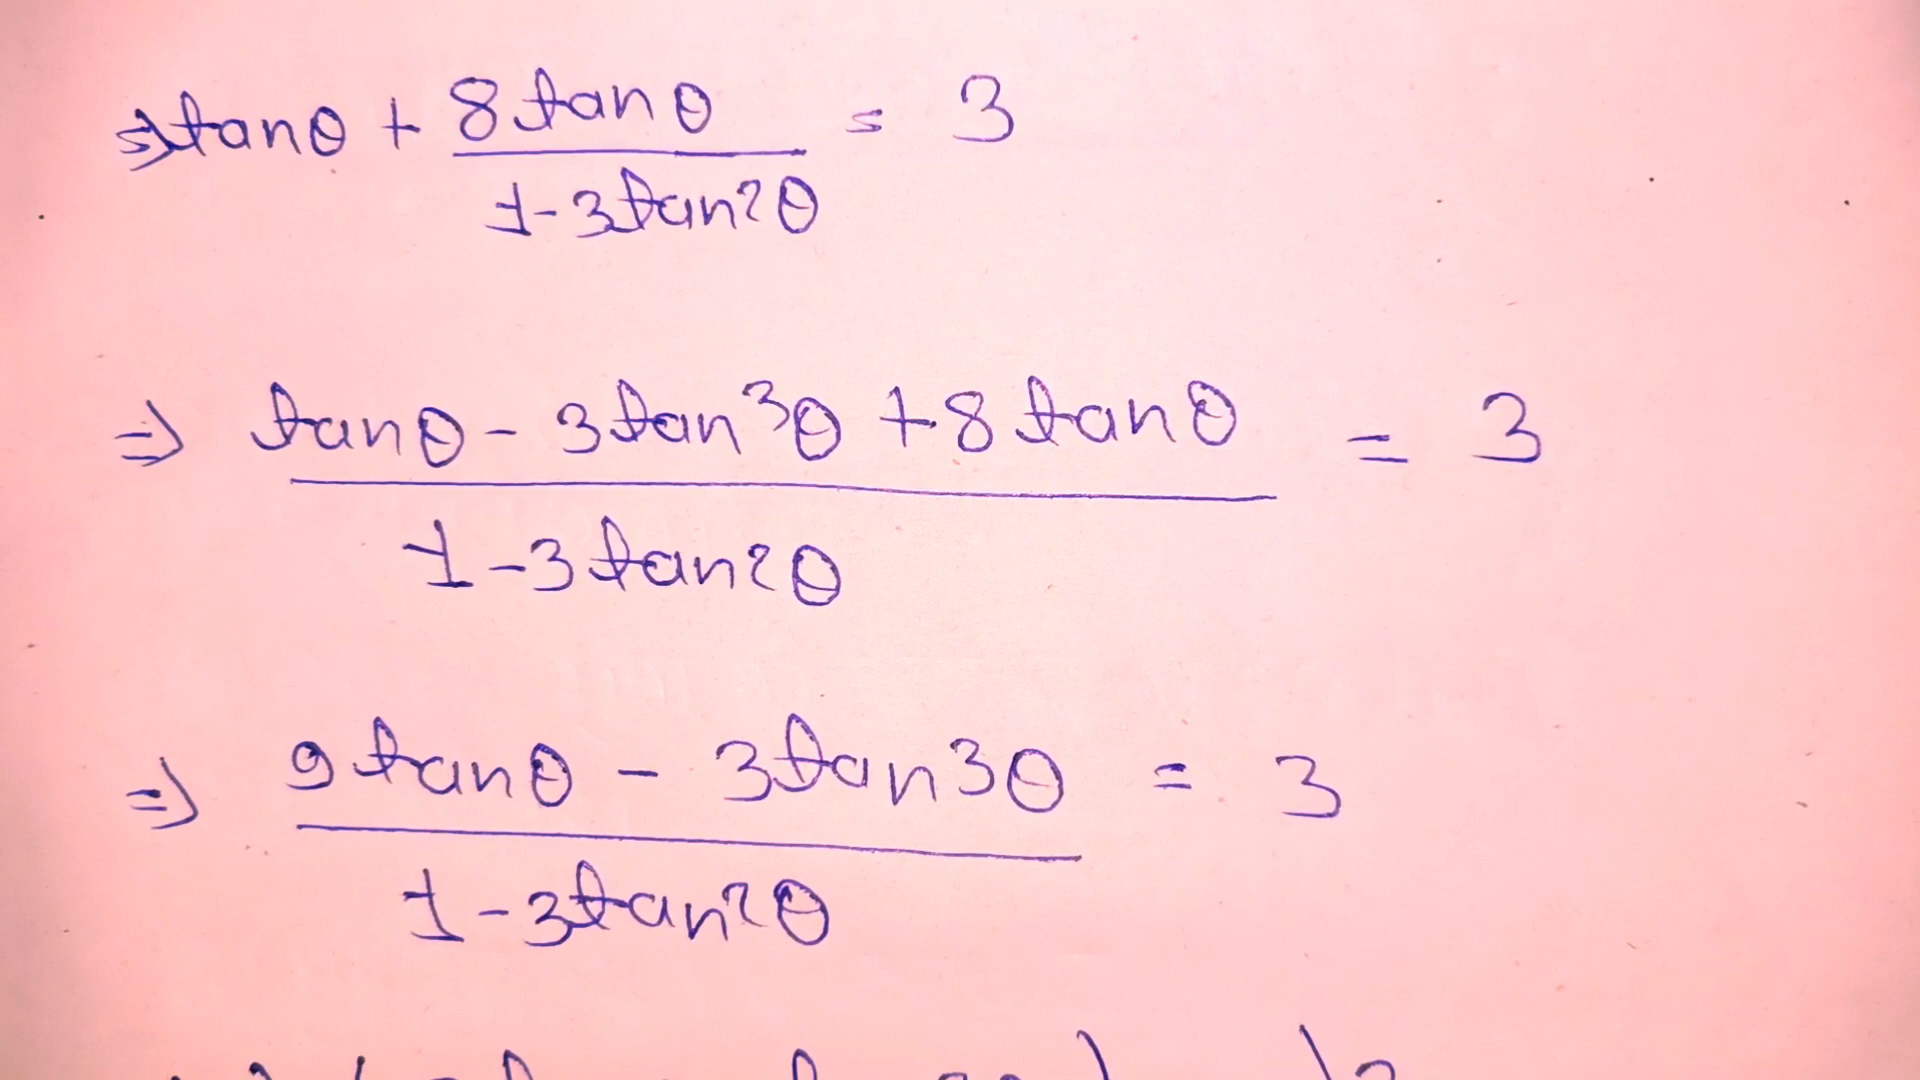 ⇒ tanθ + 8tanθ / 1-3tan²θ = 3
⇒ tanθ - 3tan³θ + 8tanθ / 1-3tan²θ = 3
⇒ 9tanθ - 3tan³θ / 1-3tan²θ = 3